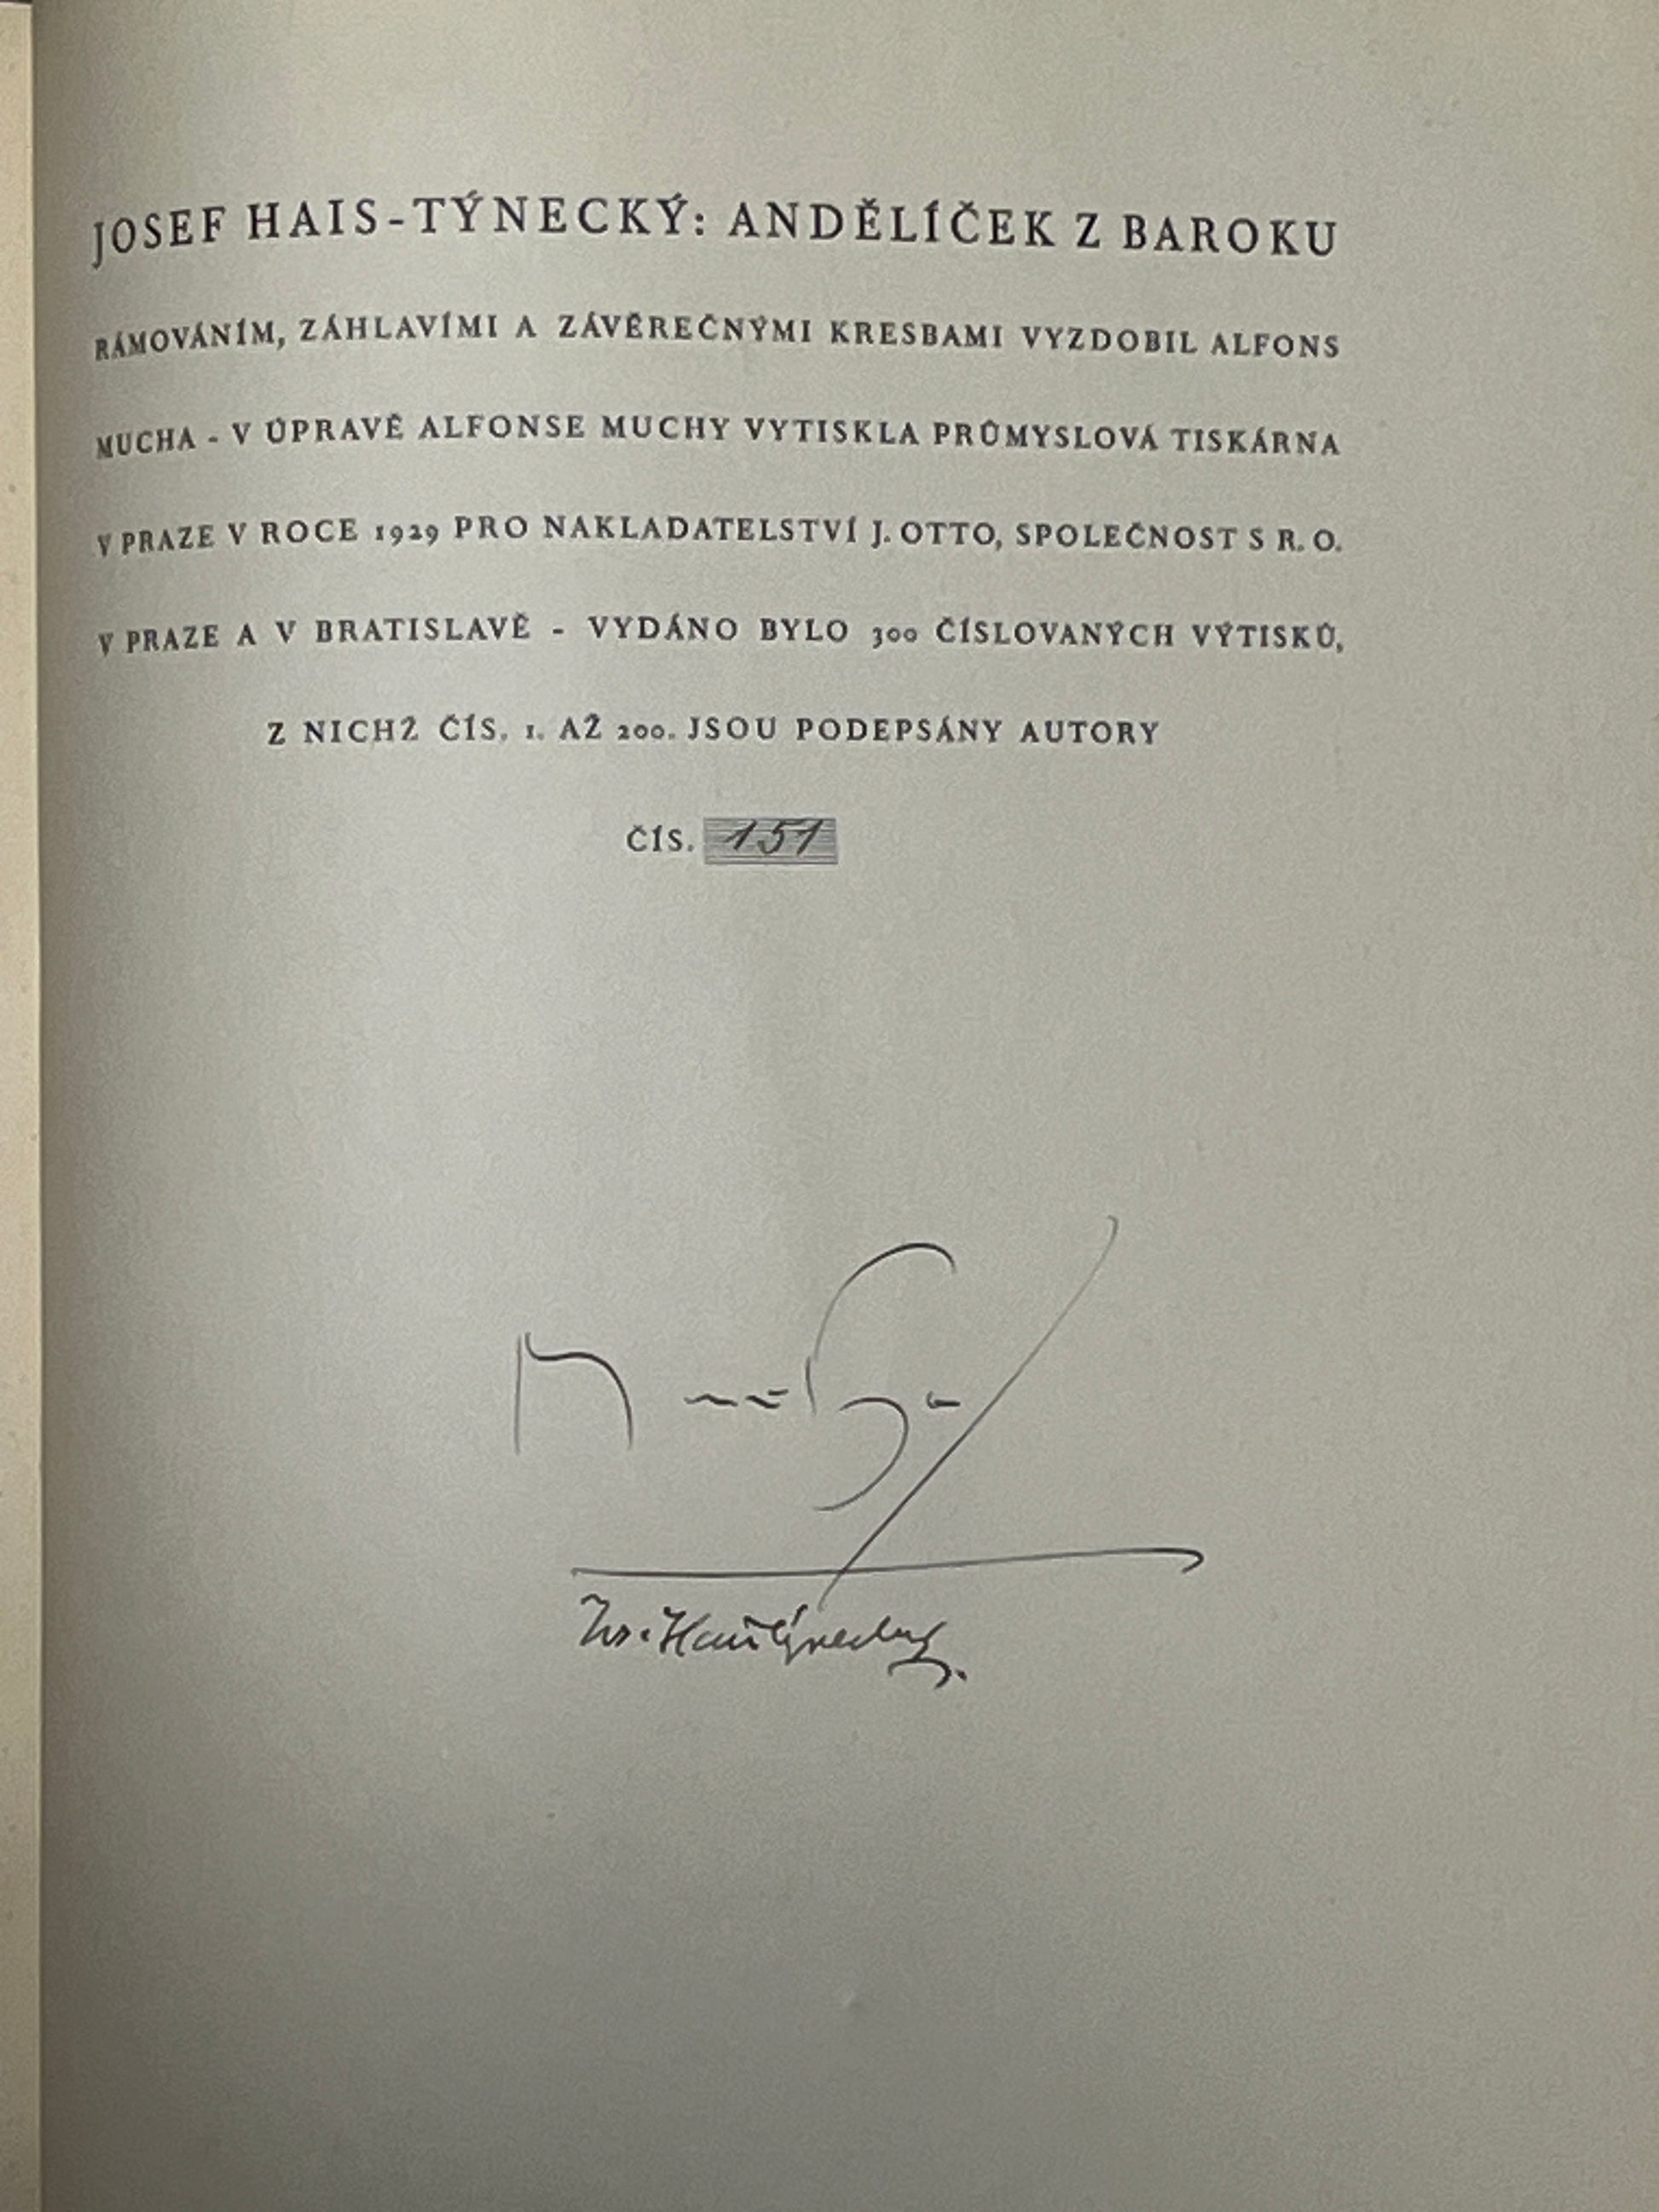 JOSEF HAIS-TÝNECKÝ: ANDĚLÍČEK Z BAROKU
RÁMOVÁNÍM, ZÁHLAVÍMI A ZÁVĚREČNÝMI KRESBAMI VYZDOBIL ALFONS
MUCHA - V ÚPRAVĚ ALFONSE MUCHY VYTISKLA PRŮMYSLOVÁ TISKÁRNA
V PRAZE V ROCE 1929 PRO NAKLADATELSTVÍ J. OTTO, SPOLEČNOST S R. O.
V PRAZE A V BRATISLAVĚ - VYDÁNO BYLO 300 ČÍSLOVANÝCH VÝTISKŮ,
Z NICHŽ ČÍS. 1. AŽ 200. JSOU PODEPSÁNY AUTORY
ČÍS. 151
Mucha